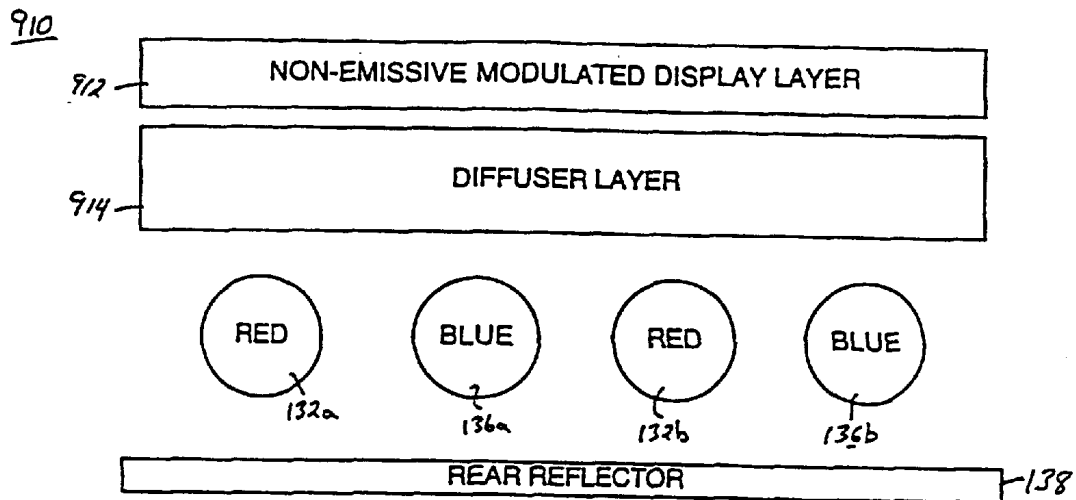 910
NON-EMISSIVE MODULATED DISPLAY LAYER
912
DIFFUSER LAYER
914
RED BLUE RED BLUE
132a 136a 132b 136b
REAR REFLECTOR
138